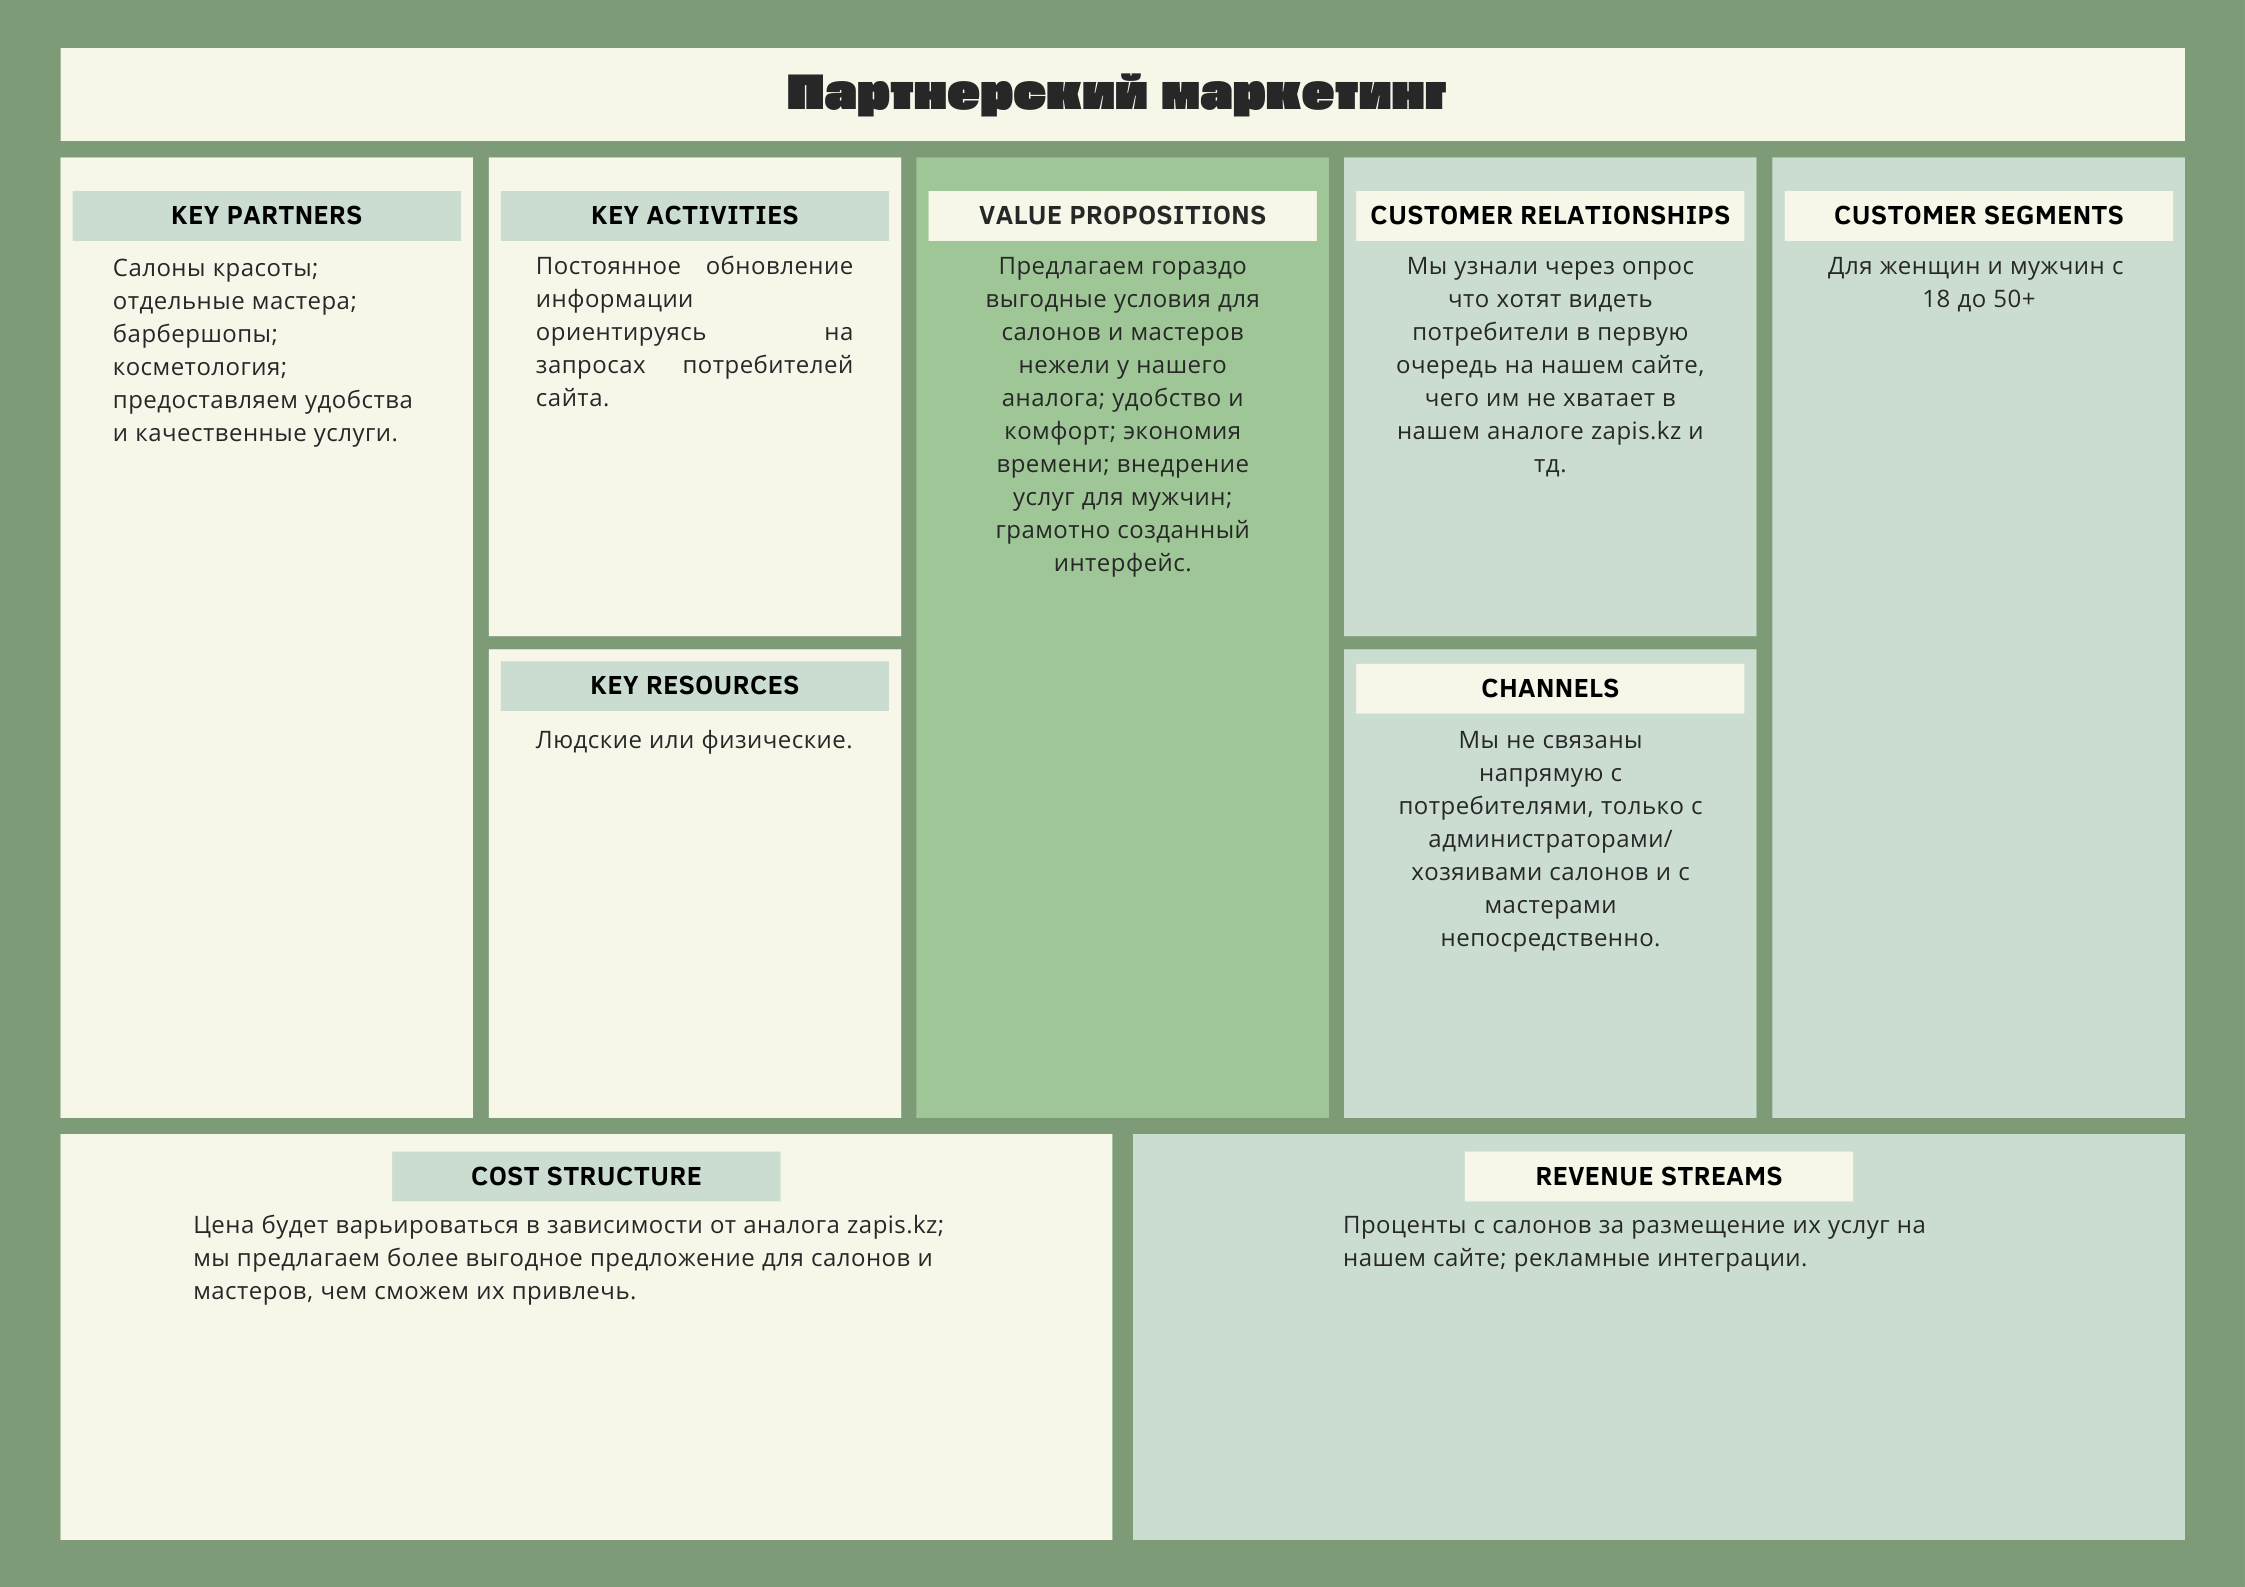 Партнерский маркетинг
KEY PARTNERS
Салоны красоты;
отдельные мастера;
барбершопы;
косметология;
предоставляем удобства
и качественные услуги.
KEY ACTIVITIES
Постоянное обновление
информации
ориентируясь на
запросах потребителей
сайта.
KEY RESOURCES
Людские или физические.
VALUE PROPOSITIONS
Предлагаем гораздо
выгодные условия для
салонов и мастеров
нежели у нашего
аналога; удобство и
комфорт; экономия
времени; внедрение
услуг для мужчин;
грамотно созданный
интерфейс.
CUSTOMER RELATIONSHIPS
Мы узнали через опрос
что хотят видеть
потребители в первую
очередь на нашем сайте,
чего им не хватает в
нашем аналоге zapis.kz и
тд.
CHANNELS
Мы не связаны
напрямую с
потребителями, только с
администраторами/
хозяивами салонов и с
мастерами
непосредственно.
CUSTOMER SEGMENTS
Для женщин и мужчин с
18 до 50+
COST STRUCTURE
Цена будет варьироваться в зависимости от аналога zapis.kz;
мы предлагаем более выгодное предложение для салонов и
мастеров, чем сможем их привлечь.
REVENUE STREAMS
Проценты с салонов за размещение их услуг на
нашем сайте; рекламные интеграции.